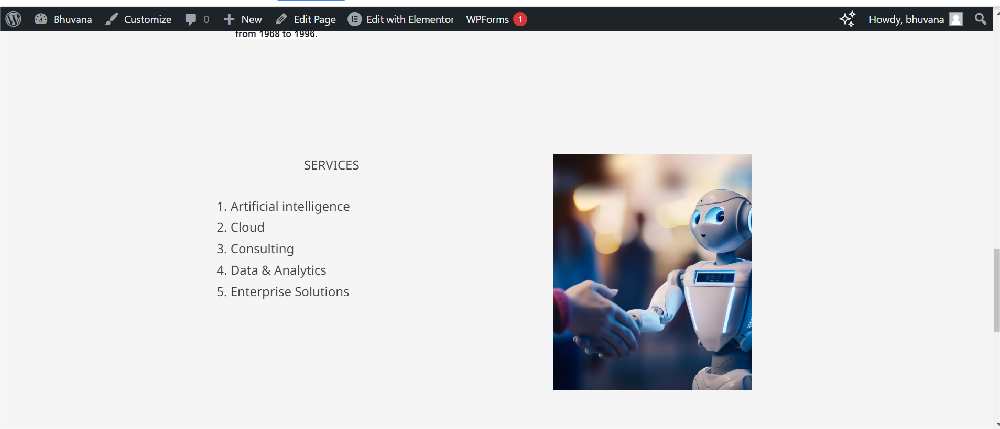 Bhuvana Customize 0 New Edit Page Edit with Elementor WPForms 1 Howdy, bhuvana
from 1968 to 1996.
SERVICES
1. Artificial intelligence
2. Cloud
3. Consulting
4. Data & Analytics
5. Enterprise Solutions